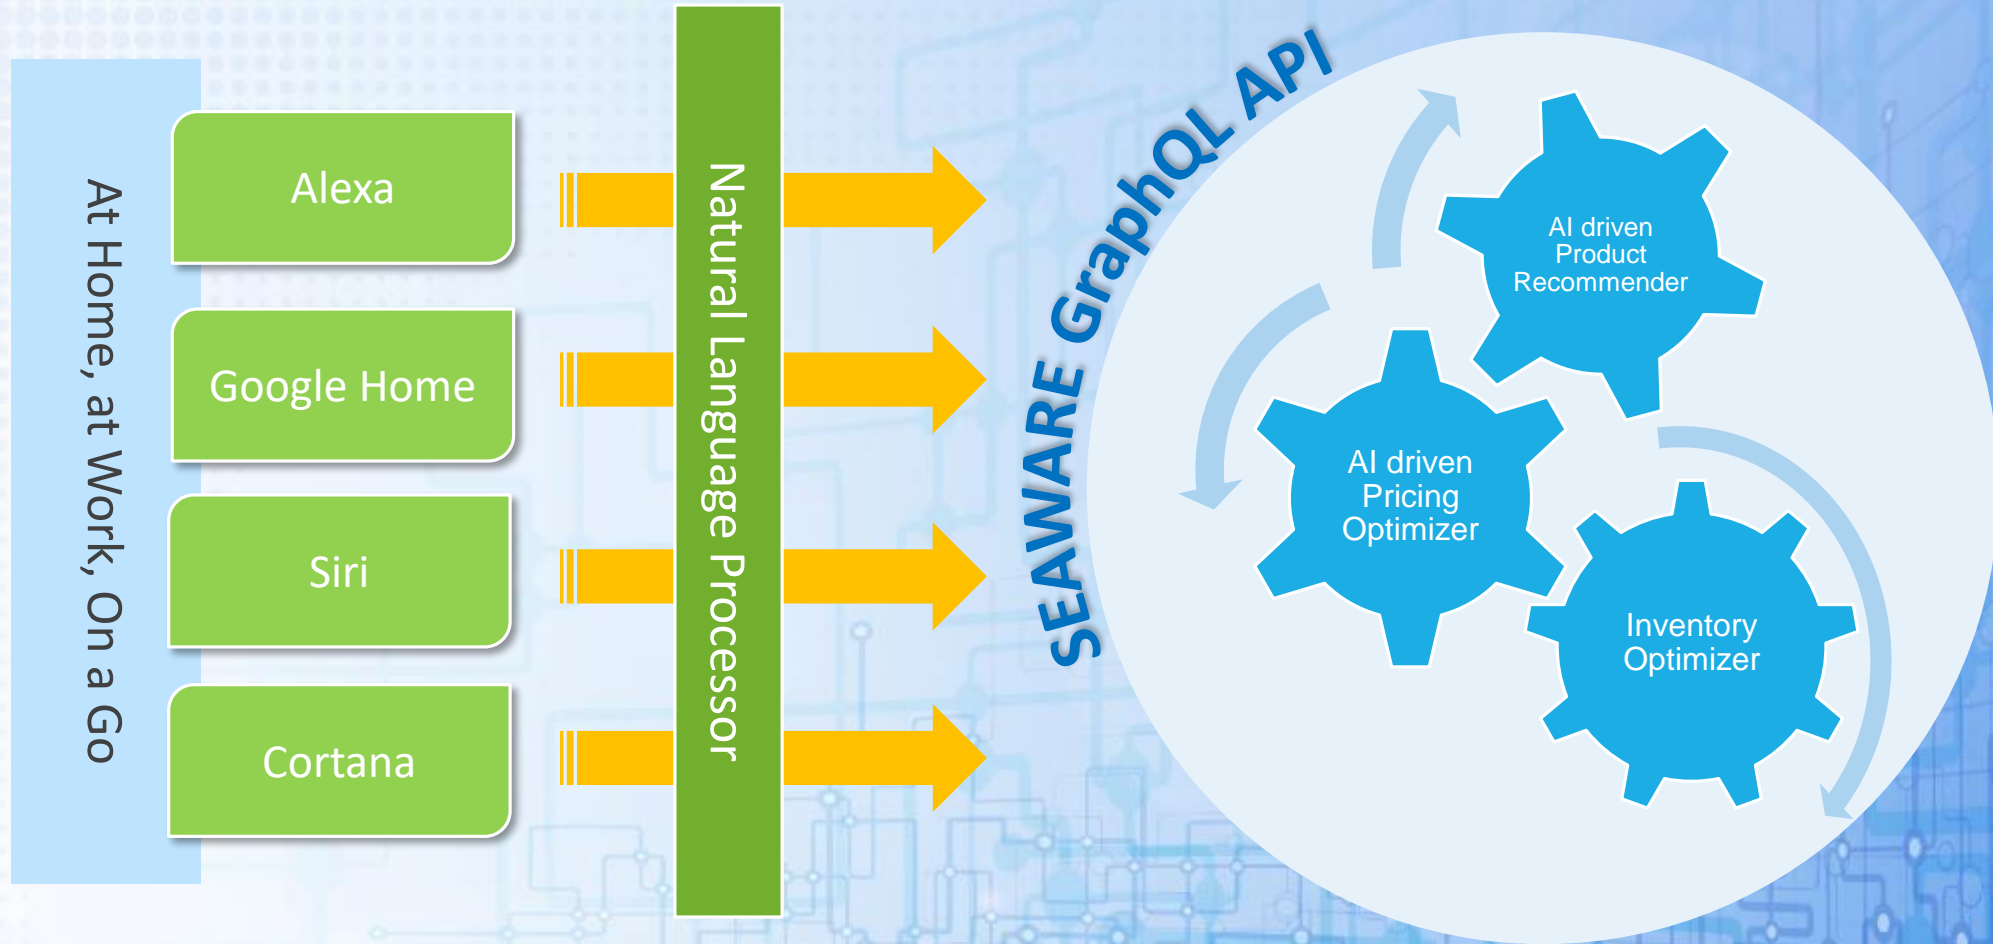 At Home, at Work, On a Go
Alexa
Google Home
Siri
Cortana
Natural Language Processor
SEAWARE GraphQL API
AI driven
Product
Recommender
AI driven
Pricing
Optimizer
Inventory
Optimizer